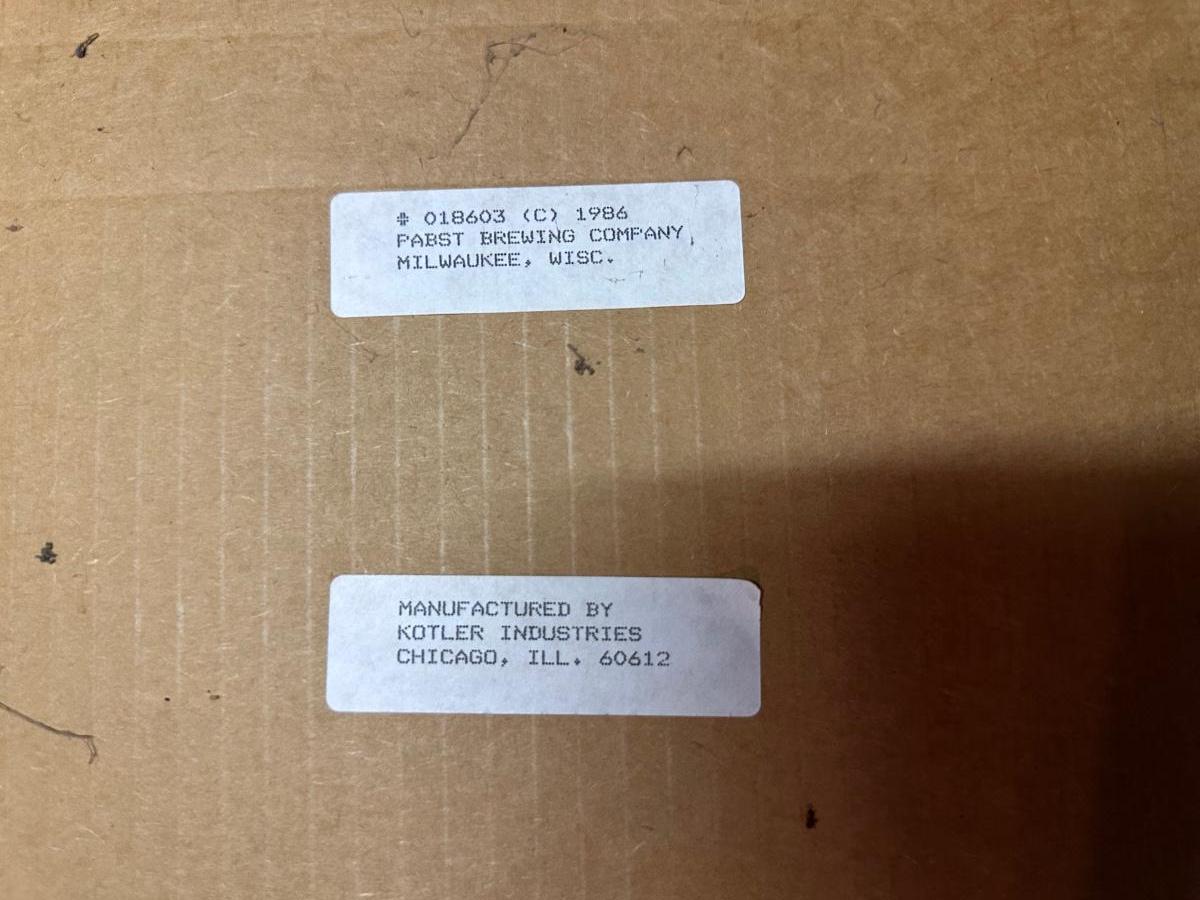 # 018603 (C) 1986
PABST BREWING COMPANY,
MILWAUKEE, WISC.
MANUFACTURED BY
KOTLER INDUSTRIES
CHICAGO, ILL. 60612